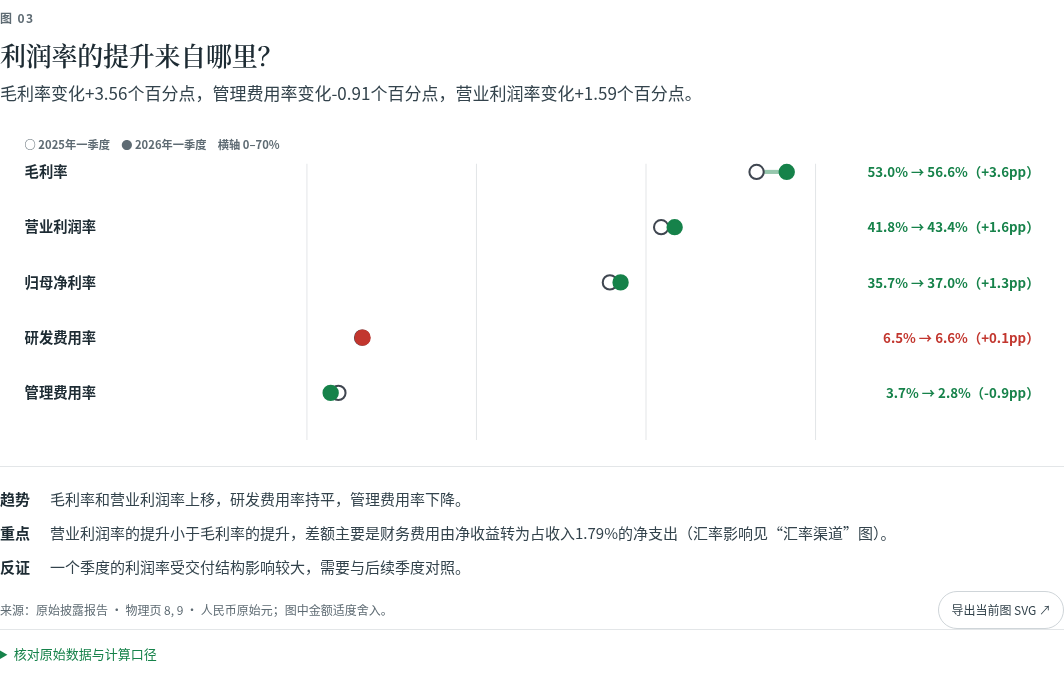 图 03
利润率的提升来自哪里？
毛利率变化+3.56个百分点，管理费用率变化-0.91个百分点，营业利润率变化+1.59个百分点。
2025年一季度 2026年一季度 横轴 0–70%
毛利率 53.0% → 56.6%（+3.6pp）
营业利润率 41.8% → 43.4%（+1.6pp）
归母净利率 35.7% → 37.0%（+1.3pp）
研发费用率 6.5% → 6.6%（+0.1pp）
管理费用率 3.7% → 2.8%（-0.9pp）
趋势 毛利率和营业利润率上移，研发费用率持平，管理费用率下降。
重点 营业利润率的提升小于毛利率的提升，差额主要是财务费用由净收益转为占收入1.79%的净支出（汇率影响见“汇率渠道”图）。
反证 一个季度的利润率受交付结构影响较大，需要与后续季度对照。
来源：原始披露报告 · 物理页 8, 9 · 人民币原始元；图中金额适度舍入。
导出当前图 SVG ↗
▶ 核对原始数据与计算口径